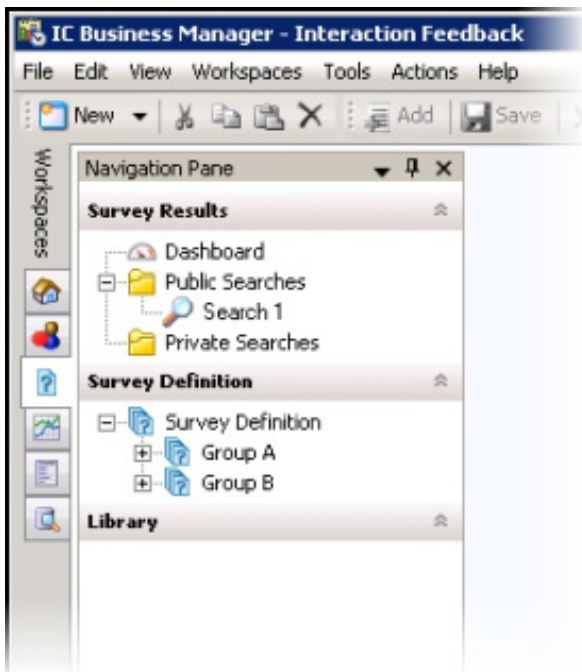 IC Business Manager - Interaction Feedback
File Edit View Workspaces Tools Actions Help
New Add Save
Workspaces
Navigation Pane
Survey Results
Dashboard
Public Searches
Search 1
Private Searches
Survey Definition
Survey Definition
Group A
Group B
Library